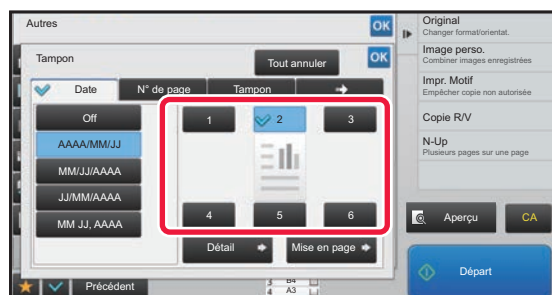 Autres
OK
Tampon
Tout annuler
OK
Date
N° de page
Tampon
Off
AAAA/MM/JJ
MM/JJ/AAAA
JJ/MM/AAAA
MM JJ, AAAA
1
2
3
4
5
6
Détail
Mise en page
Précédent
B4
4 A3
Original
Changer format/orientat.
Image perso.
Combiner images enregistrées
Impr. Motif
Empêcher copie non autorisée
Copie R/V
N-Up
Plusieurs pages sur une page
Aperçu
CA
Départ